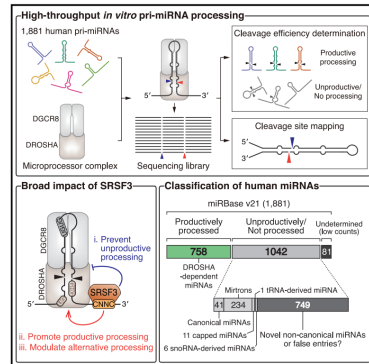 High-throughput in vitro pri-miRNA processing
1,881 human pri-miRNAs
DGCR8
DROSHA
Microprocessor complex
5′
3′
Sequencing library
Cleavage efficiency determination
Productive
processing
Unproductive/
No processing
Cleavage site mapping
5′
3′
Broad impact of SRSF3
DGCR8
DROSHA
i. Prevent
unproductive
processing
SRSF3
CNNC
5′
3′
ii. Promote productive processing
iii. Modulate alternative processing
Classification of human miRNAs
miRBase v21 (1,881)
Productively
processed
Unproductively/
Not processed
Undetermined
(low counts)
758
1042
81
DROSHA
-dependent
miRNAs
Mirtrons
1 tRNA-derived miRNA
41
234
749
Canonical miRNAs
11 capped miRNAs
6 snoRNA-derived miRNAs
Novel non-canonical miRNAs
or false entries?